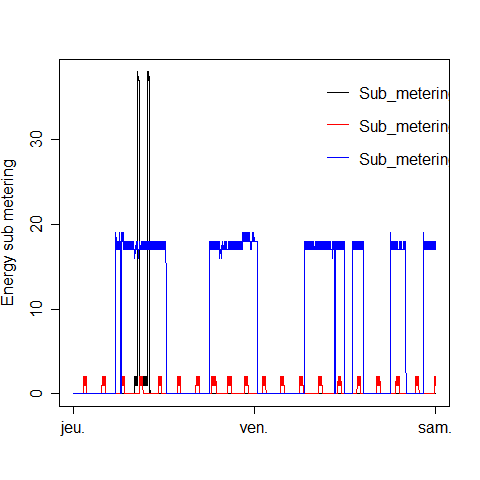 Energy sub metering
30
20
10
0
jeu.
ven.
sam.
Sub_metering
Sub_metering
Sub_metering